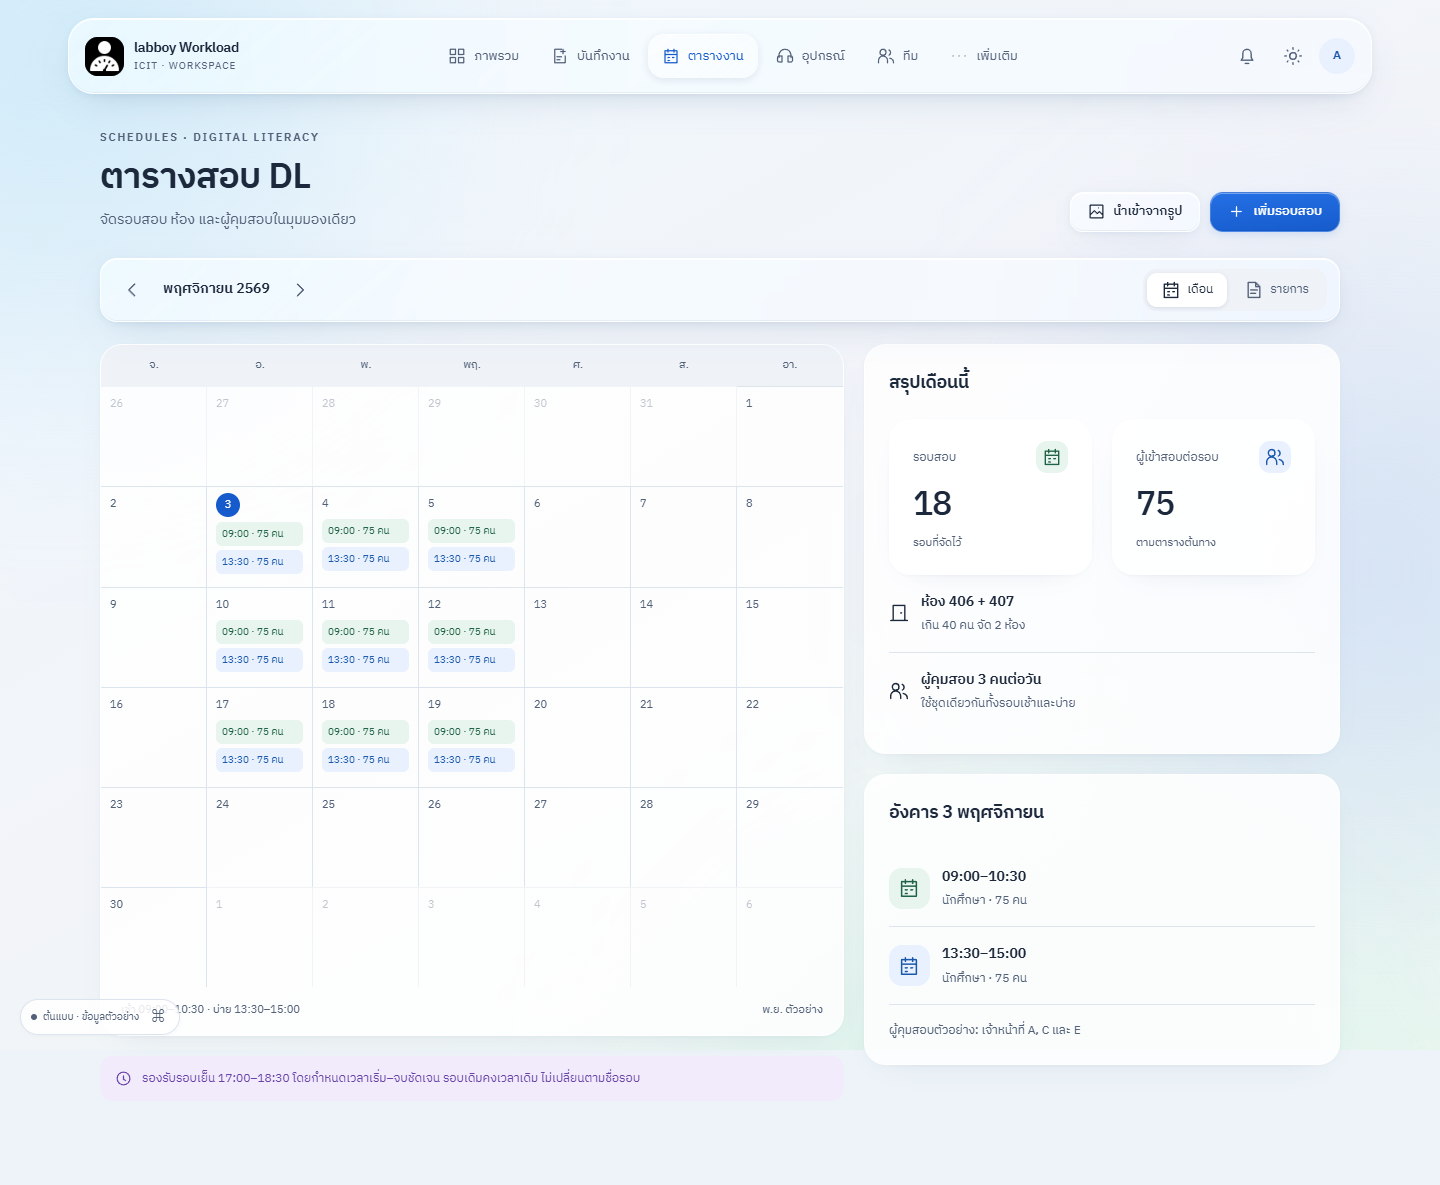 labboy Workload
ICIT · WORKSPACE
ภาพรวม
บันทึกงาน
ตารางงาน
อุปกรณ์
ทีม
··· เพิ่มเติม
A
SCHEDULES · DIGITAL LITERACY
ตารางสอบ DL
จัดรอบสอบ ห้อง และผู้คุมสอบในมุมมองเดียว
นำเข้าจากรูป
+ เพิ่มรอบสอบ
พฤศจิกายน 2569
เดือน
รายการ
จ. อ. พ. พฤ. ศ. ส. อา.
26 27 28 29 30 31 1
2 3 4 5 6 7 8
09:00 · 75 คน 09:00 · 75 คน 09:00 · 75 คน
13:30 · 75 คน 13:30 · 75 คน 13:30 · 75 คน
9 10 11 12 13 14 15
09:00 · 75 คน 09:00 · 75 คน 09:00 · 75 คน
13:30 · 75 คน 13:30 · 75 คน 13:30 · 75 คน
16 17 18 19 20 21 22
09:00 · 75 คน 09:00 · 75 คน 09:00 · 75 คน
13:30 · 75 คน 13:30 · 75 คน 13:30 · 75 คน
23 24 25 26 27 28 29
30 1 2 3 4 5 6
10:30 · บ่าย 13:30–15:00
พ.ย. ตัวอย่าง
ต้นแบบ · ข้อมูลตัวอย่าง ⌘
รองรับรอบเย็น 17:00–18:30 โดยกำหนดเวลาเริ่ม–จบชัดเจน รอบเดิมคงเวลาเดิม ไม่เปลี่ยนตามชื่อรอบ
สรุปเดือนนี้
รอบสอบ
18
รอบที่จัดไว้
ผู้เข้าสอบต่อรอบ
75
ตามตารางต้นทาง
ห้อง 406 + 407
เกิน 40 คน จัด 2 ห้อง
ผู้คุมสอบ 3 คนต่อวัน
ใช้ชุดเดียวกันทั้งรอบเช้าและบ่าย
อังคาร 3 พฤศจิกายน
09:00–10:30
นักศึกษา · 75 คน
13:30–15:00
นักศึกษา · 75 คน
ผู้คุมสอบตัวอย่าง: เจ้าหน้าที่ A, C และ E